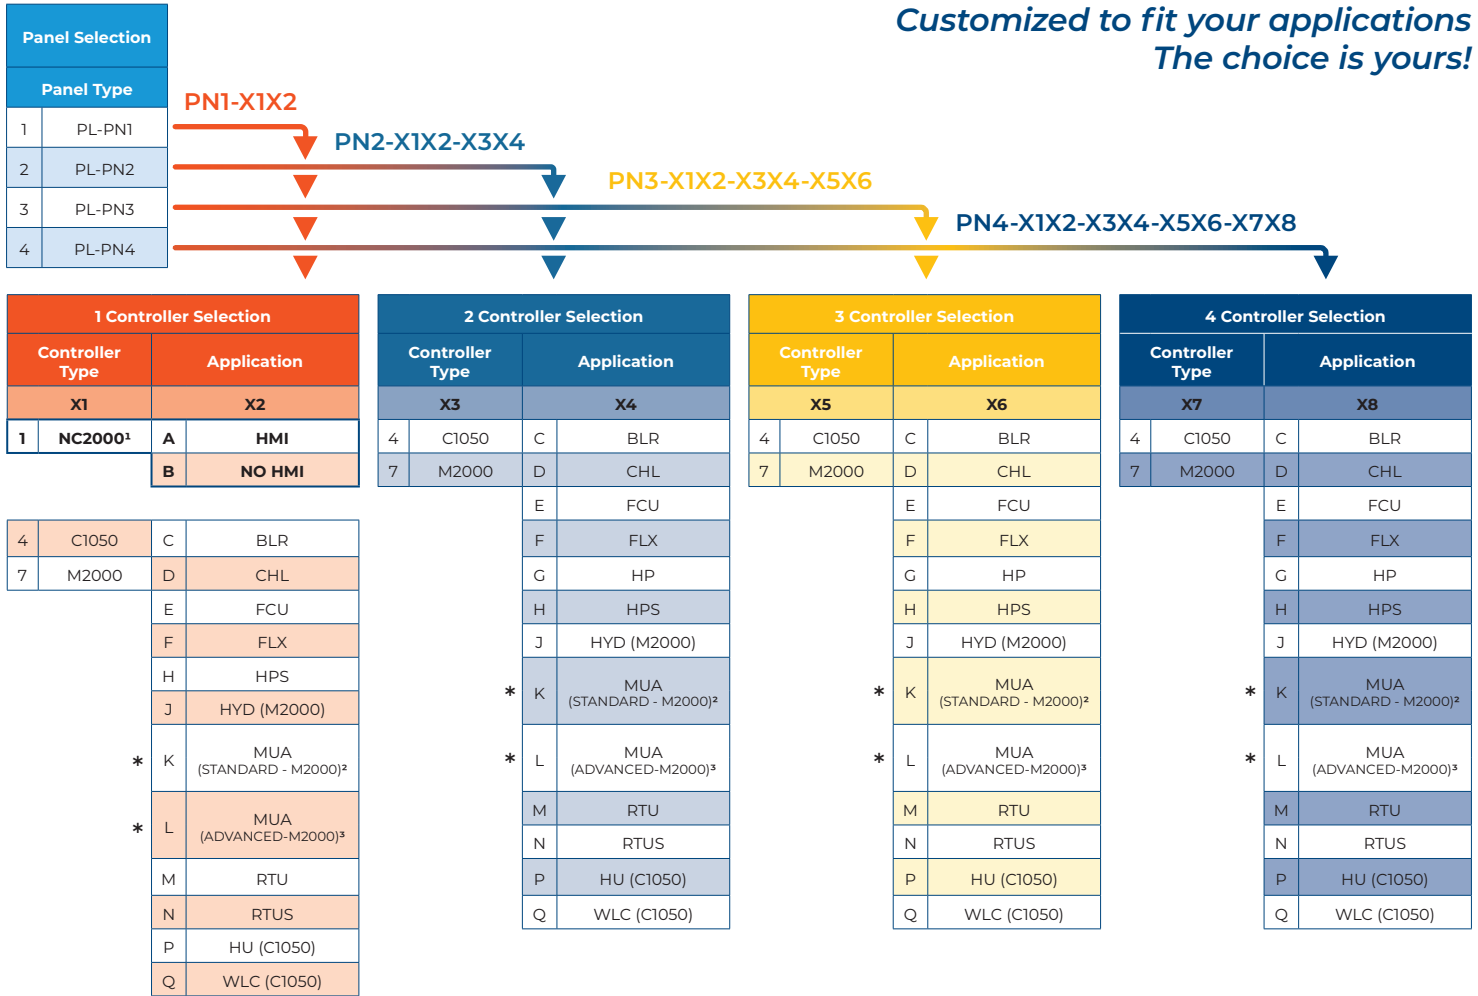 Customized to fit your applications
The choice is yours!
Panel Selection
Panel Type
1 PL-PN1
2 PL-PN2
3 PL-PN3
4 PL-PN4
PN1-X1X2
PN2-X1X2-X3X4
PN3-X1X2-X3X4-X5X6
PN4-X1X2-X3X4-X5X6-X7X8
1 Controller Selection
Controller Type Application
X1 X2
1 NC2000¹ A HMI
B NO HMI
4 C1050 C BLR
7 M2000 D CHL
E FCU
F FLX
H HPS
J HYD (M2000)
* K MUA
(STANDARD - M2000)²
* L MUA
(ADVANCED-M2000)³
M RTU
N RTUS
P HU (C1050)
Q WLC (C1050)
2 Controller Selection
Controller Type Application
X3 X4
4 C1050 C BLR
7 M2000 D CHL
E FCU
F FLX
G HP
H HPS
J HYD (M2000)
* K MUA
(STANDARD - M2000)²
* L MUA
(ADVANCED-M2000)³
M RTU
N RTUS
P HU (C1050)
Q WLC (C1050)
3 Controller Selection
Controller Type Application
X5 X6
4 C1050 C BLR
7 M2000 D CHL
E FCU
F FLX
G HP
H HPS
J HYD (M2000)
* K MUA
(STANDARD - M2000)²
* L MUA
(ADVANCED-M2000)³
M RTU
N RTUS
P HU (C1050)
Q WLC (C1050)
4 Controller Selection
Controller Type Application
X7 X8
4 C1050 C BLR
7 M2000 D CHL
E FCU
F FLX
G HP
H HPS
J HYD (M2000)
* K MUA
(STANDARD - M2000)²
* L MUA
(ADVANCED-M2000)³
M RTU
N RTUS
P HU (C1050)
Q WLC (C1050)